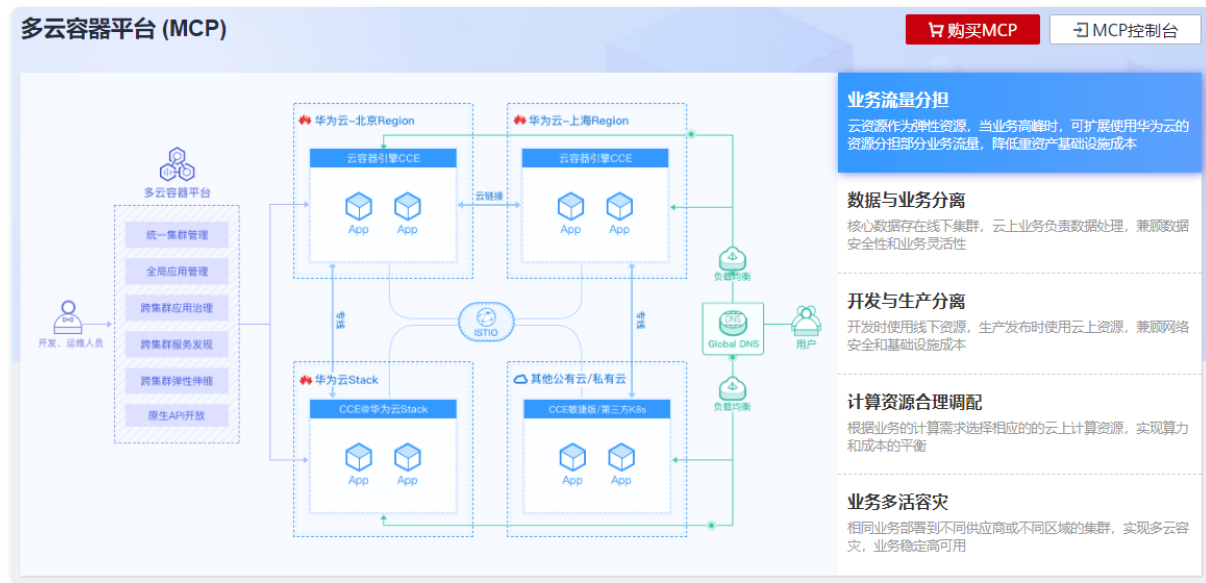 多云容器平台 (MCP)
购买MCP
MCP控制台
华为云-北京Region
云容器引擎CCE
App
App
云链接
华为云-上海Region
云容器引擎CCE
App
App
多云容器平台
统一集群管理
全局应用管理
跨集群应用治理
跨集群服务发现
跨集群弹性伸缩
原生API开放
开发、运维人员
专线
ISTIO
专线
负载均衡
DNS
Global DNS
用户
负载均衡
华为云Stack
CCE@华为云Stack
App
App
其他公有云/私有云
CCE敏捷版/第三方K8s
App
App
业务流量分担
云资源作为弹性资源，当业务高峰时，可扩展使用华为云的
资源分担部分业务流量，降低重资产基础设施成本
数据与业务分离
核心数据存在线下集群，云上业务负责数据处理，兼顾数据
安全性和业务灵活性
开发与生产分离
开发时使用线下资源，生产发布时使用云上资源，兼顾网络
安全和基础设施成本
计算资源合理调配
根据业务的计算需求选择相应的的云上计算资源，实现算力
和成本的平衡
业务多活容灾
相同业务部署到不同供应商或不同区域的集群，实现多云容
灾，业务稳定高可用